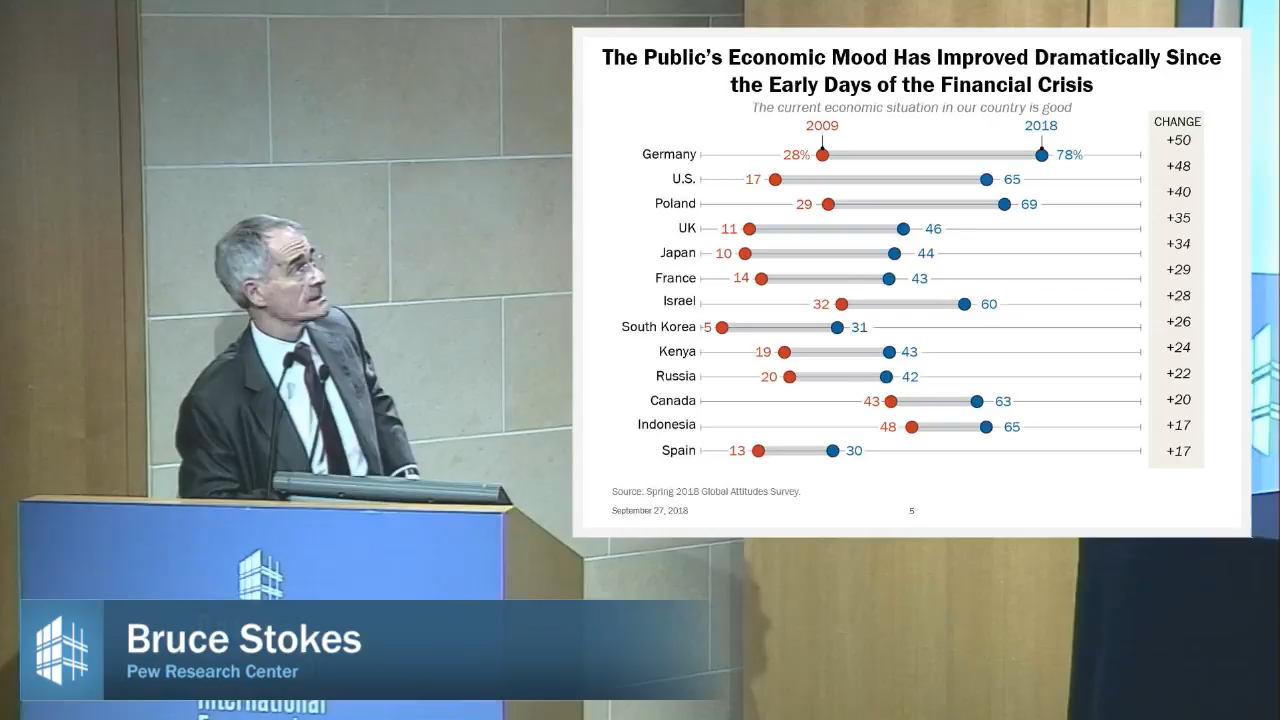 The Public's Economic Mood Has Improved Dramatically Since
the Early Days of the Financial Crisis
The current economic situation in our country is good
2009 2018 CHANGE
Germany 28% 78% +50
U.S. 17 65 +48
Poland 29 69 +40
UK 11 46 +35
Japan 10 44 +34
France 14 43 +29
Israel 32 60 +28
South Korea 5 31 +26
Kenya 19 43 +24
Russia 20 42 +22
Canada 43 63 +20
Indonesia 48 65 +17
Spain 13 30 +17
Source: Spring 2018 Global Attitudes Survey.
September 27, 2018 5
Bruce Stokes
Pew Research Center
International